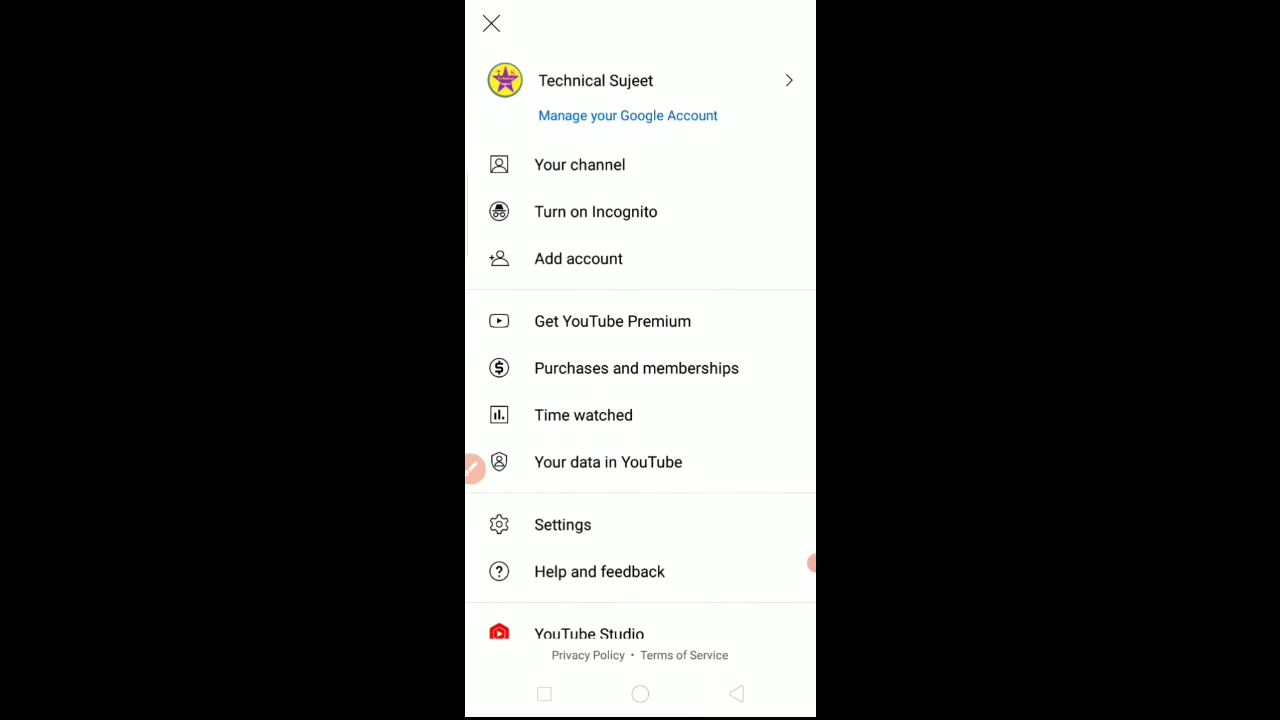 Technical Sujeet
Manage your Google Account
Your channel
Turn on Incognito
Add account
Get YouTube Premium
Purchases and memberships
Time watched
Your data in YouTube
Settings
Help and feedback
YouTube Studio
Privacy Policy • Terms of Service